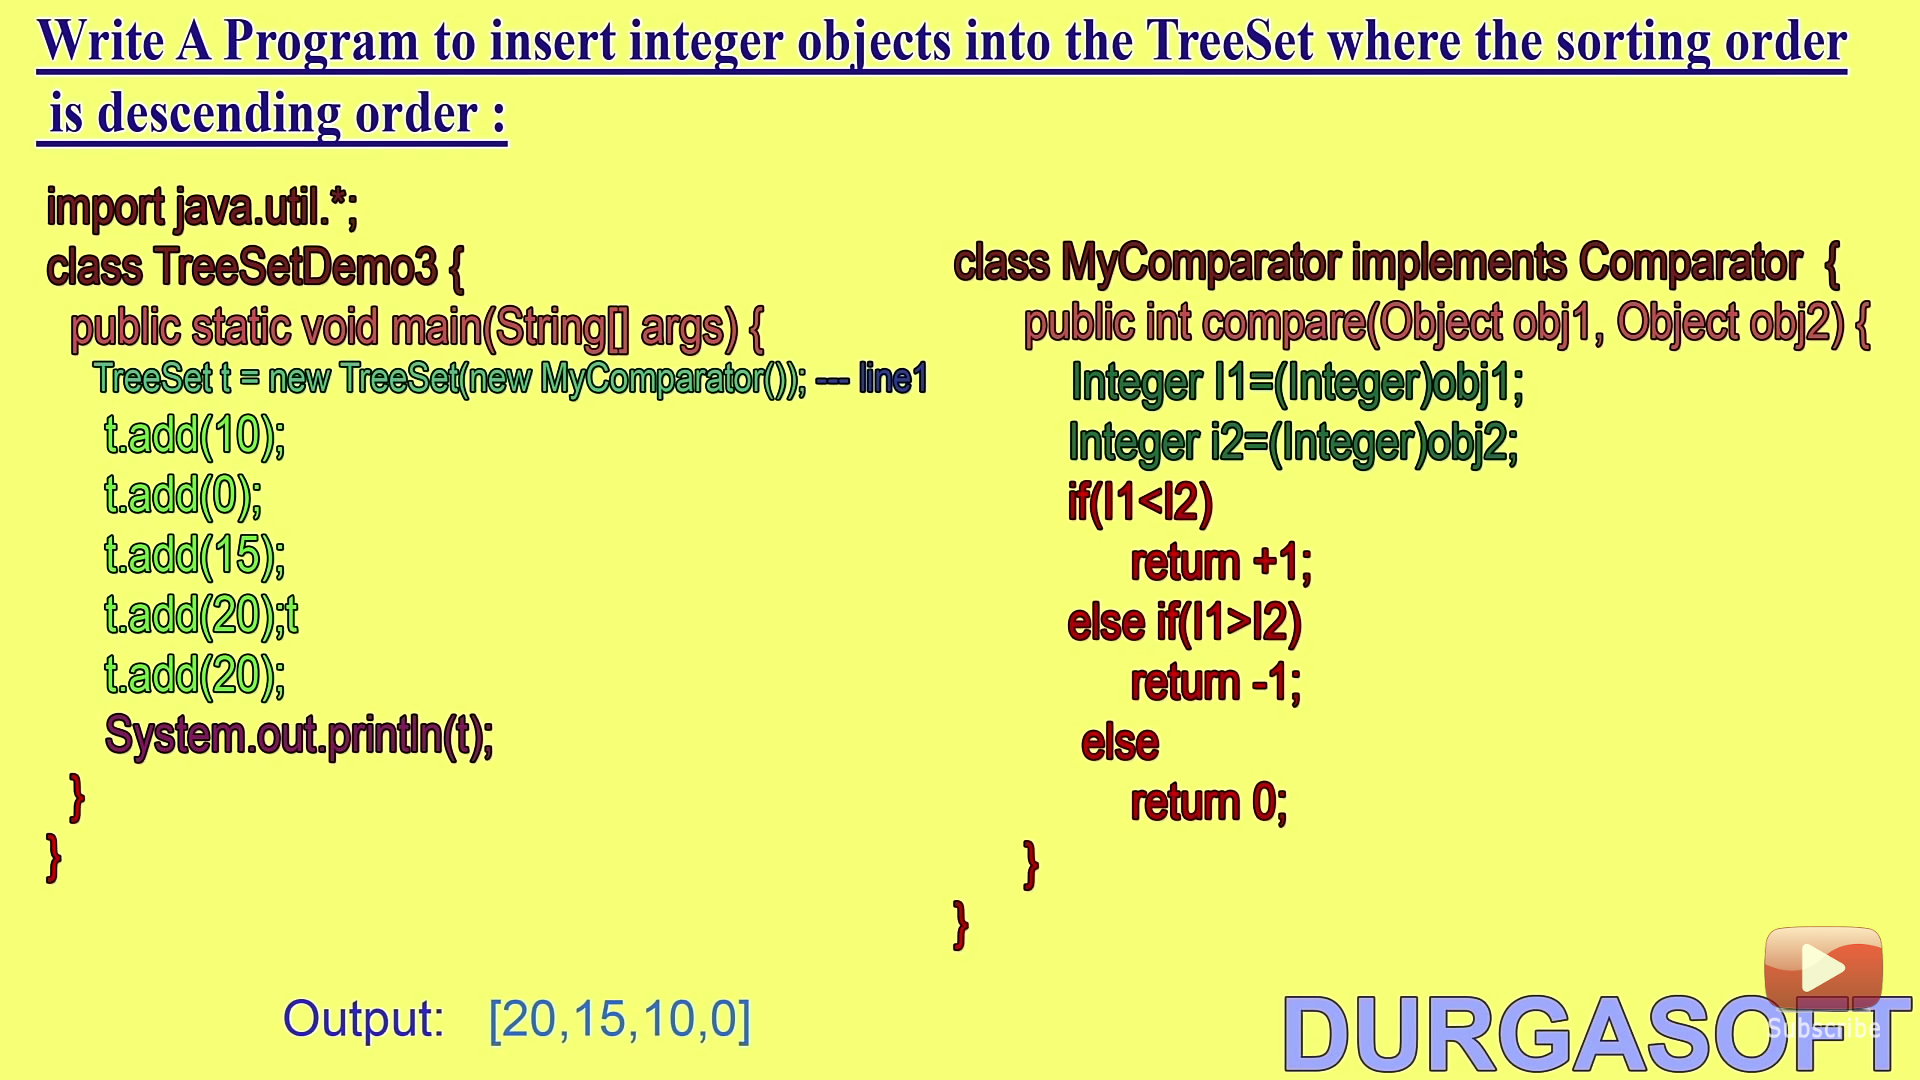 Write A Program to insert integer objects into the TreeSet where the sorting order
is descending order :
import java.util.*;
class TreeSetDemo3 {
public static void main(String[] args) {
TreeSet t = new TreeSet(new MyComparator()); --- line1
t.add(10);
t.add(0);
t.add(15);
t.add(20);t
t.add(20);
System.out.println(t);
}
}
class MyComparator implements Comparator {
public int compare(Object obj1, Object obj2) {
Integer I1=(Integer)obj1;
Integer i2=(Integer)obj2;
if(I1<I2)
return +1;
else if(I1>I2)
return -1;
else
return 0;
}
}
Output: [20,15,10,0]
DURGASOFT
Subscribe